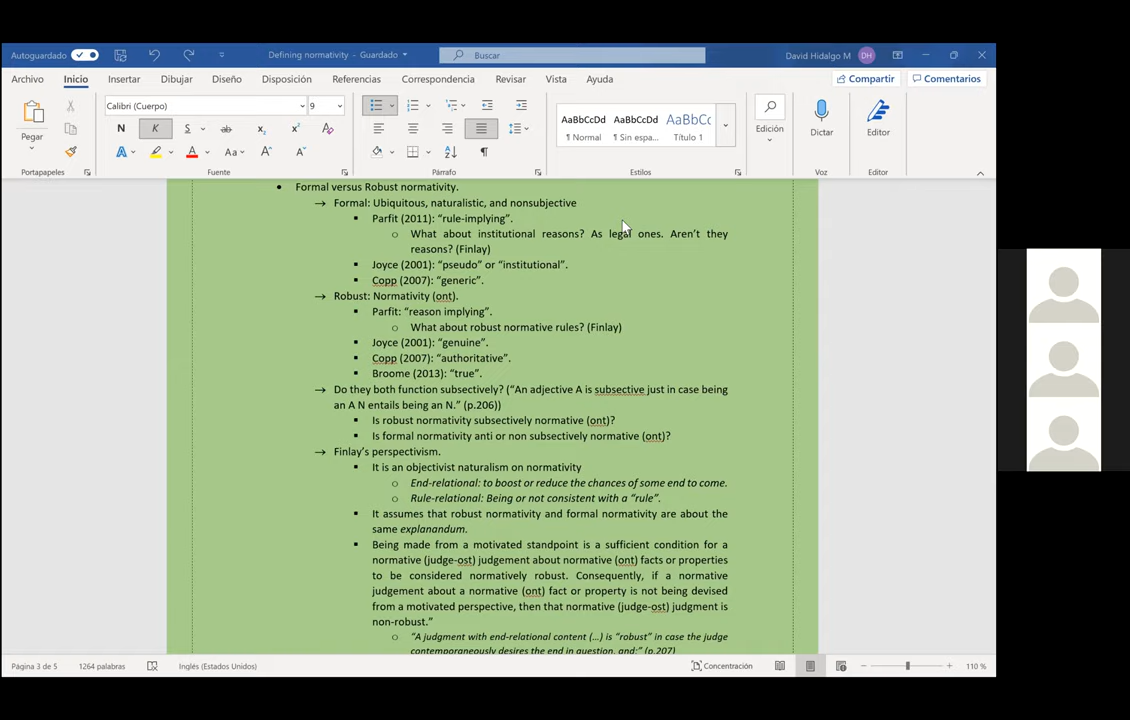 Autoguardado
Defining normativity - Guardado
Buscar
David Hidalgo M
DH
Archivo
Inicio
Insertar
Dibujar
Diseño
Disposición
Referencias
Correspondencia
Revisar
Vista
Ayuda
Compartir
Comentarios
Pegar
Calibri (Cuerpo)
9
N K S ab x₂ x² A
A A Aa A A
AaBbCcDd AaBbCcDd AaBbCc
¶ Normal ¶ Sin espa... Título 1
Edición
Dictar
Editor
Portapapeles
Fuente
Párrafo
Estilos
Voz
Editor
• Formal versus Robust normativity.
→ Formal: Ubiquitous, naturalistic, and nonsubjective
▪ Parfit (2011): “rule-implying”.
o What about institutional reasons? As legal ones. Aren’t they
reasons? (Finlay)
▪ Joyce (2001): “pseudo” or “institutional”.
▪ Copp (2007): “generic”.
→ Robust: Normativity (ont).
▪ Parfit: “reason implying”.
o What about robust normative rules? (Finlay)
▪ Joyce (2001): “genuine”.
▪ Copp (2007): “authoritative”.
▪ Broome (2013): “true”.
→ Do they both function subsectively? (“An adjective A is subsective just in case being
an A N entails being an N.” (p.206))
▪ Is robust normativity subsectively normative (ont)?
▪ Is formal normativity anti or non subsectively normative (ont)?
→ Finlay’s perspectivism.
▪ It is an objectivist naturalism on normativity
o End-relational: to boost or reduce the chances of some end to come.
o Rule-relational: Being or not consistent with a “rule”.
▪ It assumes that robust normativity and formal normativity are about the
same explanandum.
▪ Being made from a motivated standpoint is a sufficient condition for a
normative (judge-ost) judgement about normative (ont) facts or properties
to be considered normatively robust. Consequently, if a normative
judgement about a normative (ont) fact or property is not being devised
from a motivated perspective, then that normative (judge-ost) judgment is
non-robust.”
o “A judgment with end-relational content (...) is “robust” in case the judge
contemporaneously desires the end in question, and;” (p.207)
Página 3 de 5
1264 palabras
Inglés (Estados Unidos)
Concentración
110 %